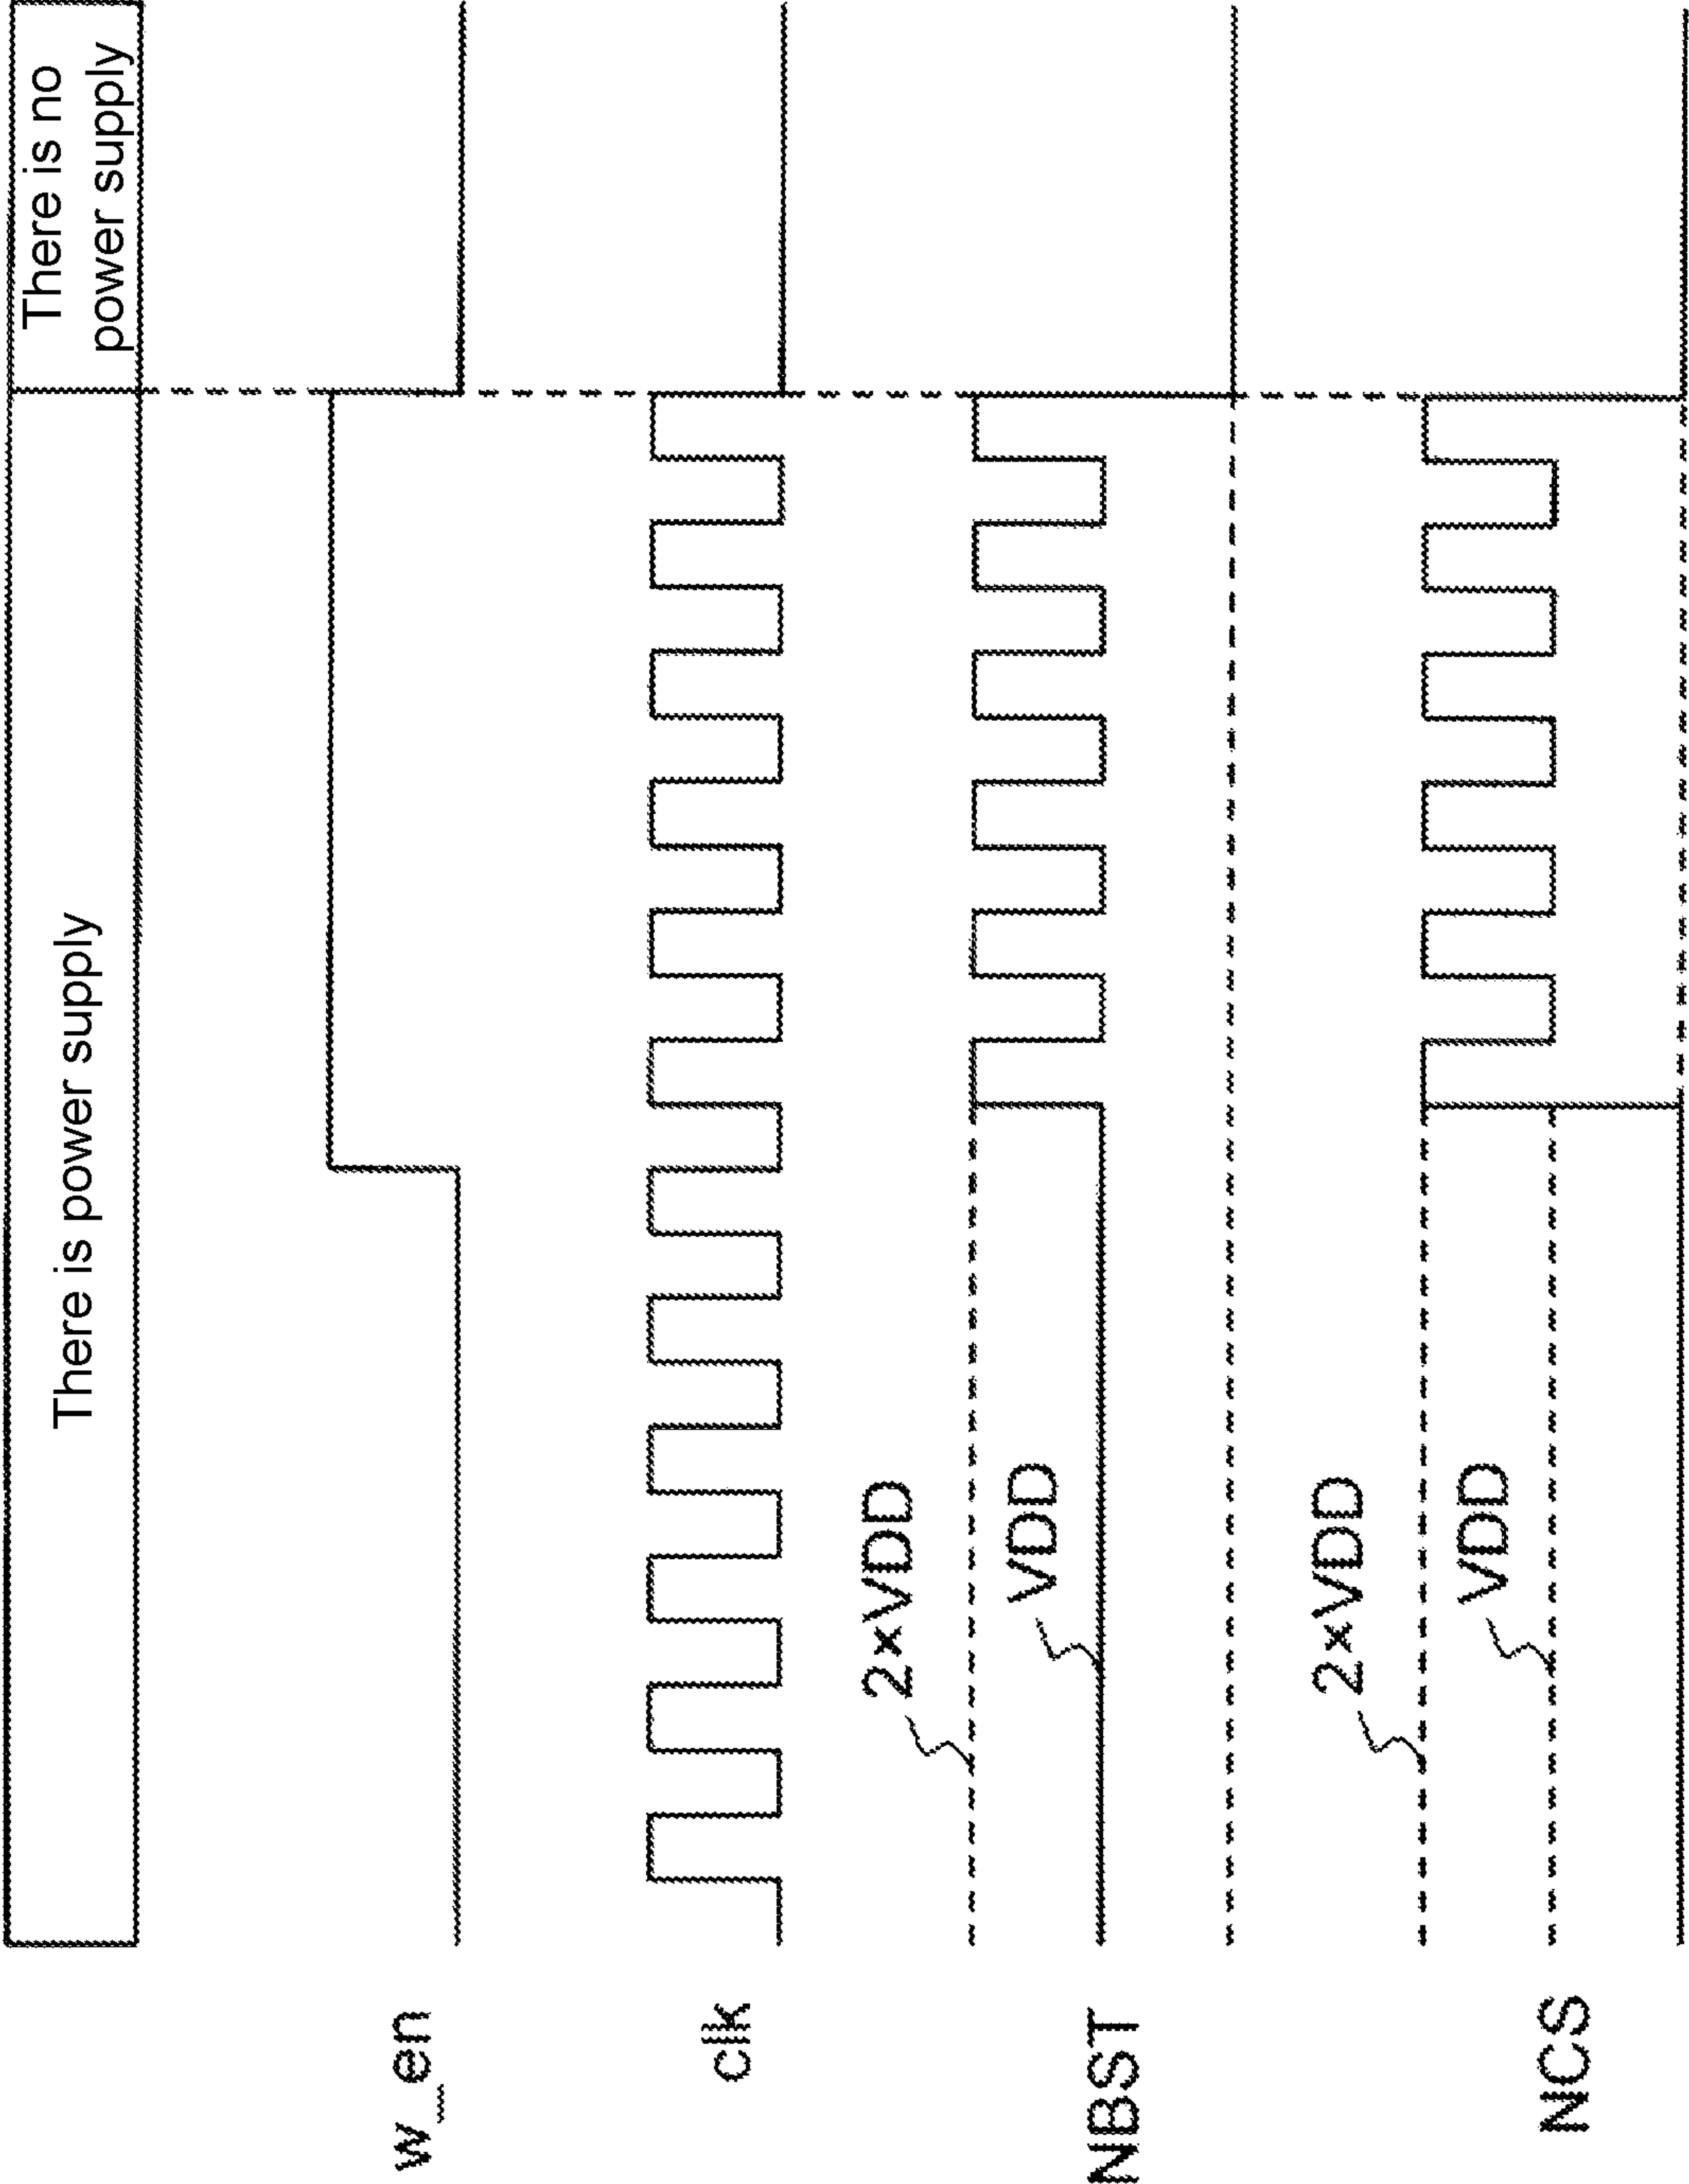 There is power supply
There is no
power supply
w_en
clk
2×VDD
VDD
NBST
2×VDD
VDD
NCS